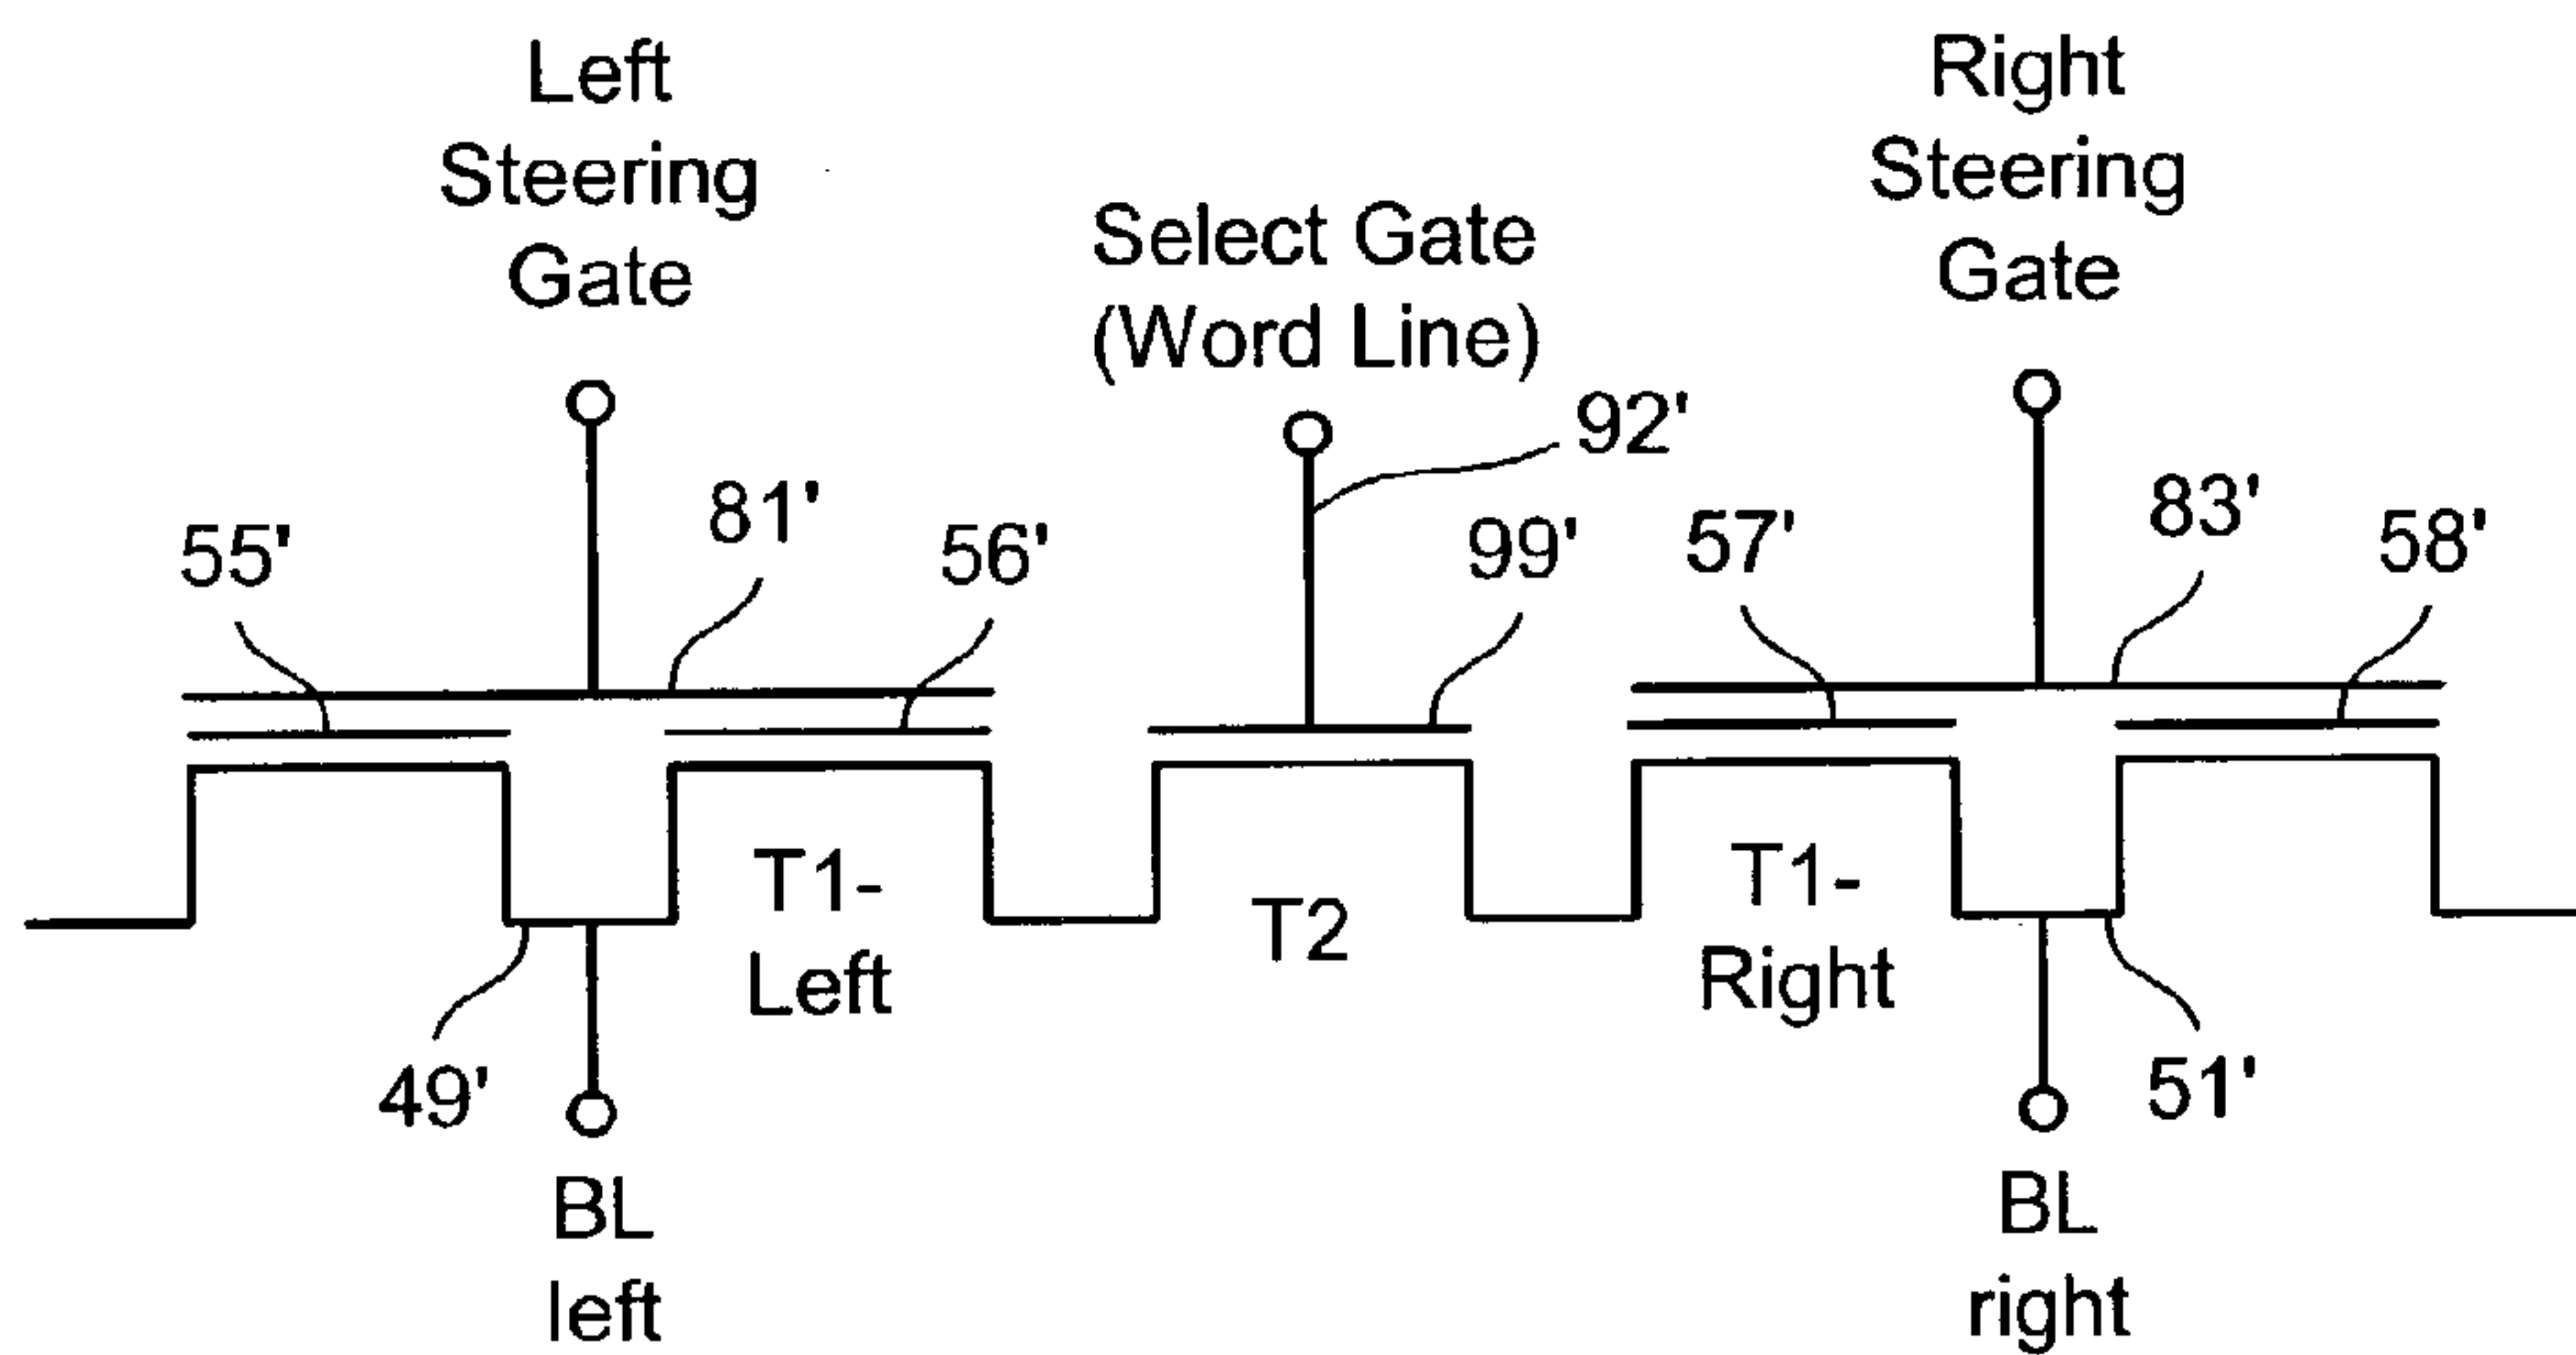 Left
Steering
Gate
Right
Steering
Gate
Select Gate
(Word Line)
92'
81'
83'
55'
56'
99'
57'
58'
T1-
Left
T2
T1-
Right
49'
51'
BL
left
BL
right